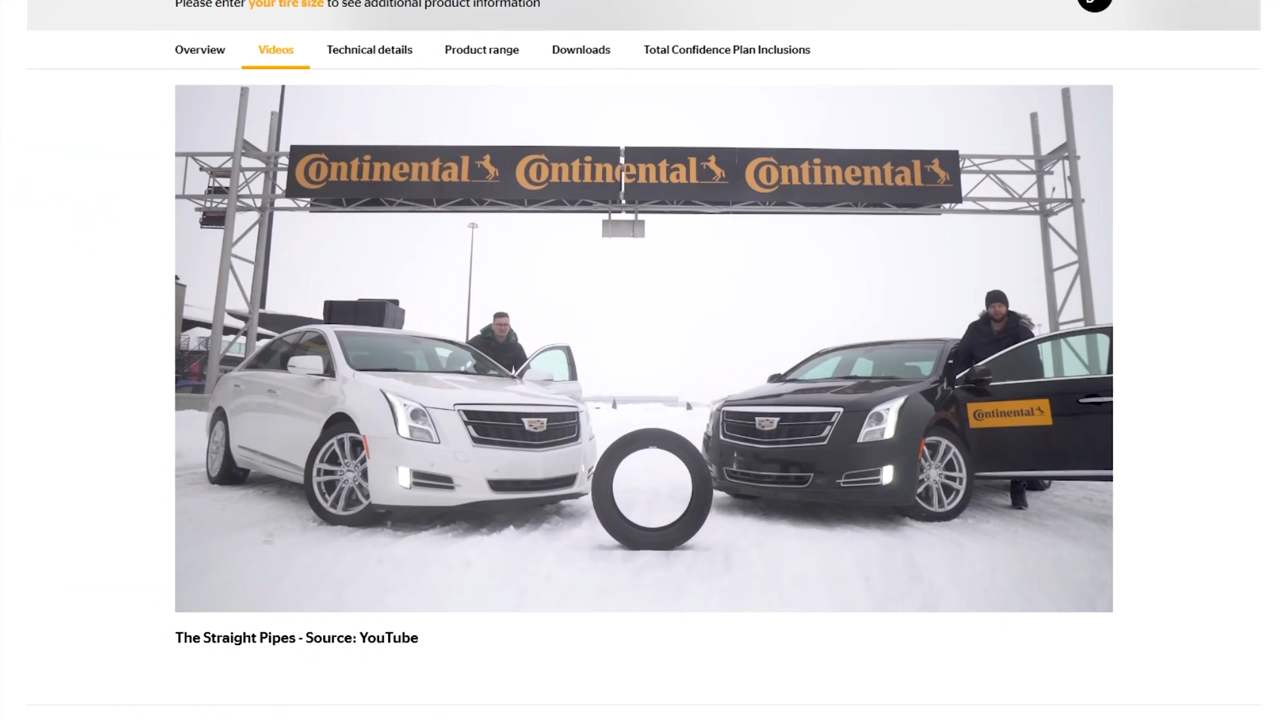 Please enter your tire size to see additional product information
Overview Videos Technical details Product range Downloads Total Confidence Plan Inclusions
Continental Continental Continental
Continental
The Straight Pipes - Source: YouTube